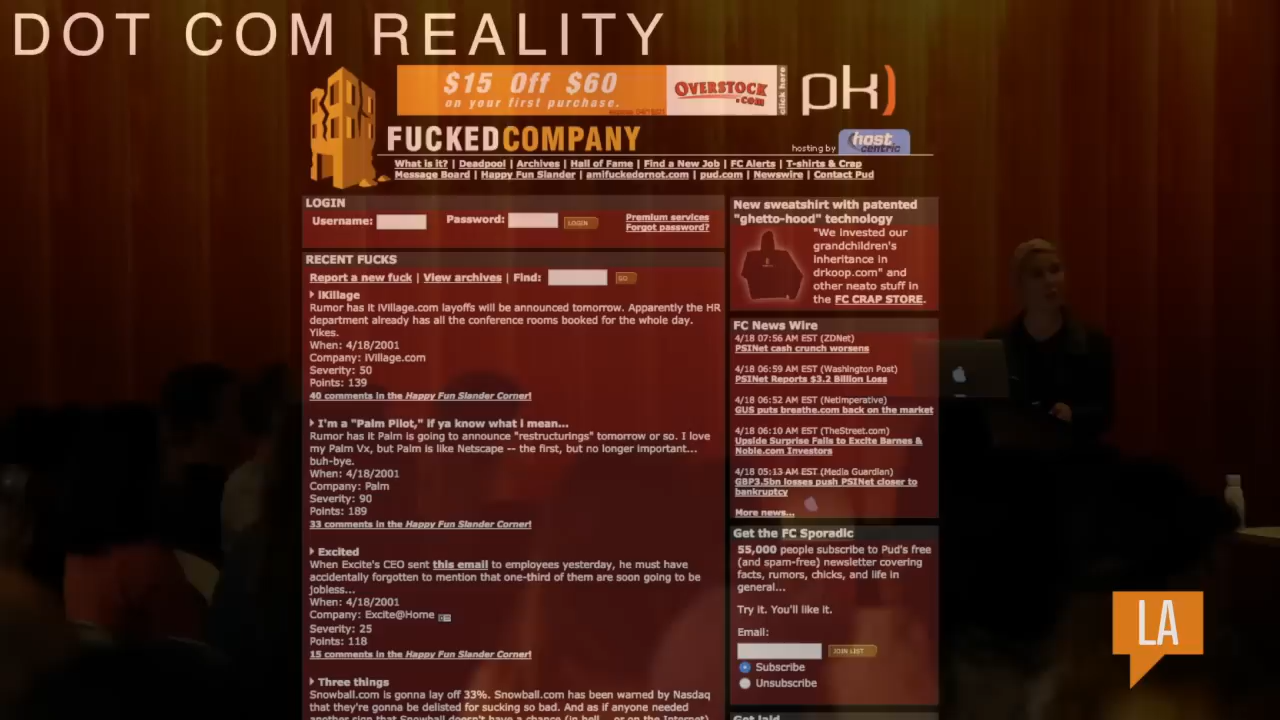 DOT COM REALITY
$15 Off $60
on your first purchase.
OVERSTOCK
.com
click here
pk)
FUCKEDCOMPANY
hosting by
host
centric
What is it? | Deadpool | Archives | Hall of Fame | Find a New Job | FC Alerts | T-shirts & Crap
Message Board | Happy Fun Slander | amifuckedornot.com | pud.com | Newswire | Contact Pud
LOGIN
Username:
Password:
LOGIN
Premium services
Forgot password?
RECENT FUCKS
Report a new fuck | View archives | Find:
GO
iKillage
Rumor has it iVillage.com layoffs will be announced tomorrow. Apparently the HR
department already has all the conference rooms booked for the whole day.
Yikes.
When: 4/18/2001
Company: iVillage.com
Severity: 50
Points: 139
40 comments in the Happy Fun Slander Corner!
I'm a "Palm Pilot," if ya know what i mean...
Rumor has it Palm is going to announce "restructurings" tomorrow or so. I love
my Palm Vx, but Palm is like Netscape -- the first, but no longer important...
buh-bye.
When: 4/18/2001
Company: Palm
Severity: 90
Points: 189
33 comments in the Happy Fun Slander Corner!
Excited
When Excite's CEO sent this email to employees yesterday, he must have
accidentally forgotten to mention that one-third of them are soon going to be
jobless...
When: 4/18/2001
Company: Excite@Home
Severity: 25
Points: 118
15 comments in the Happy Fun Slander Corner!
Three things
Snowball.com is gonna lay off 33%. Snowball.com has been warned by Nasdaq
that they're gonna be delisted for sucking so bad. And as if anyone needed
another sign that Snowball doesn't have a chance (in hell... or on the Internet)
New sweatshirt with patented
"ghetto-hood" technology
"We invested our
grandchildren's
inheritance in
drkoop.com" and
other neato stuff in
the FC CRAP STORE.
FC News Wire
4/18 07:56 AM EST (ZDNet)
PSINet cash crunch worsens
4/18 06:59 AM EST (Washington Post)
PSINet Reports $3.2 Billion Loss
4/18 06:52 AM EST (NetImperative)
GUS puts breathe.com back on the market
4/18 06:10 AM EST (TheStreet.com)
Upside Surprise Fails to Excite Barnes &
Noble.com Investors
4/18 05:13 AM EST (Media Guardian)
GBP3.5bn losses push PSINet closer to
bankruptcy
More news...
Get the FC Sporadic
55,000 people subscribe to Pud's free
(and spam-free) newsletter covering
facts, rumors, chicks, and life in
general...
Try it. You'll like it.
Email:
JOIN LIST
Subscribe
Unsubscribe
Get laid
LA